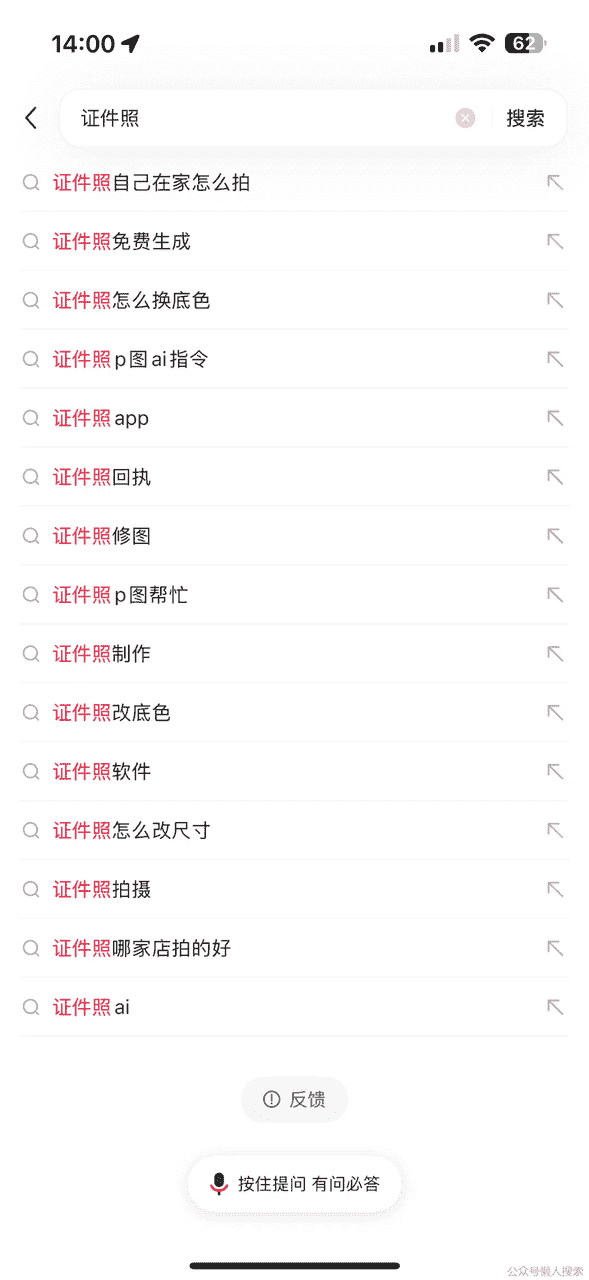 14:00
62
证件照
搜索
证件照自己在家怎么拍
证件照免费生成
证件照怎么换底色
证件照p图ai指令
证件照app
证件照回执
证件照修图
证件照p图帮忙
证件照制作
证件照改底色
证件照软件
证件照怎么改尺寸
证件照拍摄
证件照哪家店拍的好
证件照ai
反馈
按住提问 有问必答
公众号懒人搜索